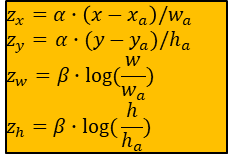 z_x = α · (x − x_a)/w_a
z_y = α · (y − y_a)/h_a
z_w = β · log(w/w_a)
z_h = β · log(h/h_a)